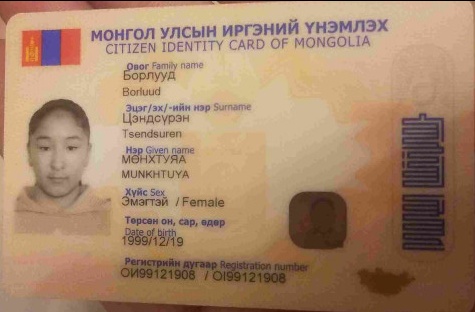 МОНГОЛ УЛСЫН ИРГЭНИЙ ҮНЭМЛЭХ
CITIZEN IDENTITY CARD OF MONGOLIA
Овог Family name
Борлууд
Borluud
Эцэг/эх/-ийн нэр Surname
Цэндсүрэн
Tsendsuren
Нэр Given name
МӨНХТУЯА
MUNKHTUYA
Хүйс Sex
Эмэгтэй / Female
Төрсөн он, сар, өдөр
Date of birth
1999/12/19
Регистрийн дугаар Registration number
ОИ99121908 / OI99121908